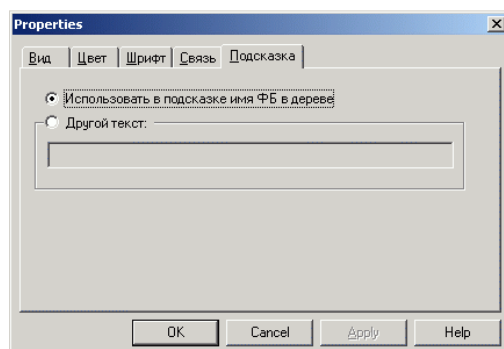 Properties
Вид Цвет Шрифт Связь Подсказка
Использовать в подсказке имя ФБ в дереве
Другой текст:
OK Cancel Apply Help